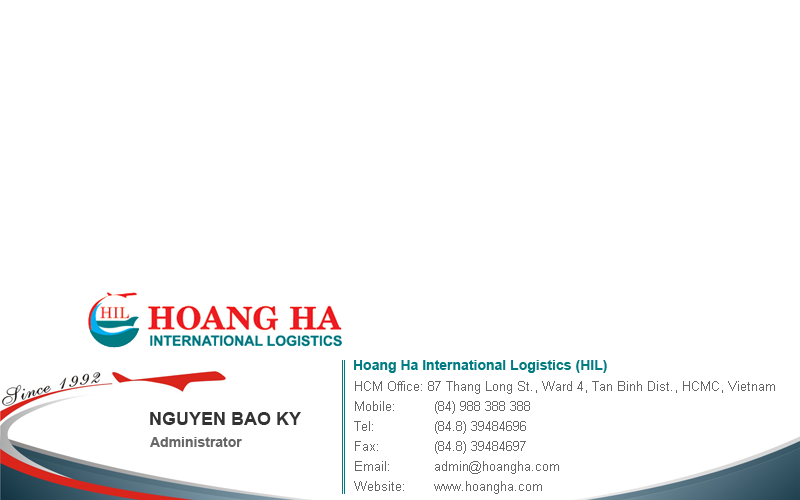 HIL
HOANG HA
INTERNATIONAL LOGISTICS
Since 1992
NGUYEN BAO KY
Administrator
Hoang Ha International Logistics (HIL)
HCM Office: 87 Thang Long St., Ward 4, Tan Binh Dist., HCMC, Vietnam
Mobile: (84) 988 388 388
Tel: (84.8) 39484696
Fax: (84.8) 39484697
Email: admin@hoangha.com
Website: www.hoangha.com